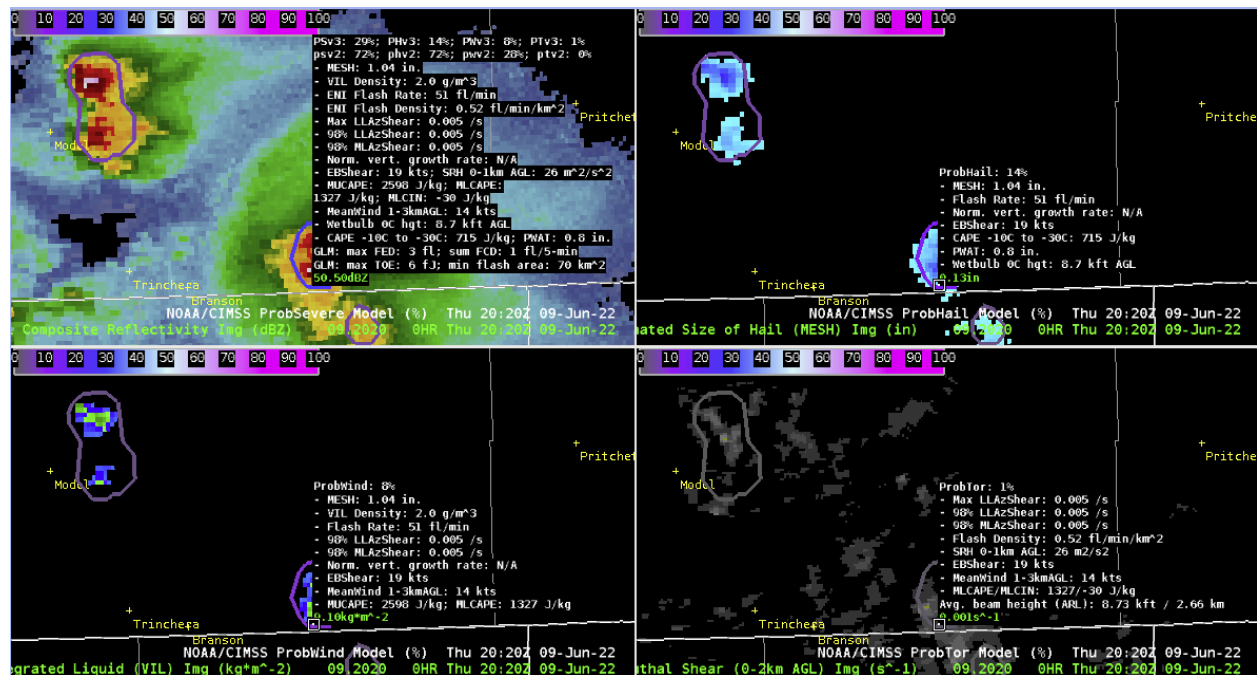 0 10 20 30 40 50 60 70 80 90 100
PSv3: 29%; PHv3: 14%; PWv3: 8%; PTv3: 1%
psv2: 72%; phv2: 72%; pwv2: 28%; ptv2: 0%
- MESH: 1.04 in.
- VIL Density: 2.0 g/m^3
- ENI Flash Rate: 51 fl/min
- ENI Flash Density: 0.52 fl/min/km^2
- Max LLAzShear: 0.005 /s
- 98% LLAzShear: 0.005 /s
- 98% MLAzShear: 0.005 /s
- Norm. vert. growth rate: N/A
- EBShear: 19 kts; SRH 0-1km AGL: 26 m^2/s^2
- MUCAPE: 2598 J/kg; MLCAPE:
1327 J/kg; MLCIN: -30 J/kg
- MeanWind 1-3kmAGL: 14 kts
- Wetbulb 0C hgt: 8.7 kft AGL
- CAPE -10C to -30C: 715 J/kg; PWAT: 0.8 in.
GLM: max FED: 3 fl; sum FCD: 1 fl/5-min
GLM: max TOE: 6 fJ; min flash area: 70 km^2
50.50dBZ
Model
Pritchet
Trinchera
Branson
NOAA/CIMSS ProbSevere Model (%) Thu 20:20Z 09-Jun-22
Composite Reflectivity Img (dBZ) 09.2020 0HR Thu 20:20Z 09-Jun-22
0 10 20 30 40 50 60 70 80 90 100
Model
Pritchet
ProbHail: 14%
- MESH: 1.04 in.
- Flash Rate: 51 fl/min
- Norm. vert. growth rate: N/A
- EBShear: 19 kts
- CAPE -10C to -30C: 715 J/kg
- PWAT: 0.8 in.
- Wetbulb 0C hgt: 8.7 kft AGL
0.13in
Trinchera
Branson
NOAA/CIMSS ProbHail Model (%) Thu 20:20Z 09-Jun-22
ated Size of Hail (MESH) Img (in) 09.2020 0HR Thu 20:20Z 09-Jun-22
0 10 20 30 40 50 60 70 80 90 100
Model
Pritchet
ProbWind: 8%
- MESH: 1.04 in.
- VIL Density: 2.0 g/m^3
- Flash Rate: 51 fl/min
- 98% LLAzShear: 0.005 /s
- 98% MLAzShear: 0.005 /s
- Norm. vert. growth rate: N/A
- EBShear: 19 kts
- MeanWind 1-3kmAGL: 14 kts
- MUCAPE: 2598 J/kg; MLCAPE: 1327 J/kg
0.10kg*m^-2
Trinchera
Branson
NOAA/CIMSS ProbWind Model (%) Thu 20:20Z 09-Jun-22
egrated Liquid (VIL) Img (kg*m^-2) 09.2020 0HR Thu 20:20Z 09-Jun-22
0 10 20 30 40 50 60 70 80 90 100
Model
Pritchet
ProbTor: 1%
- Max LLAzShear: 0.005 /s
- 98% LLAzShear: 0.005 /s
- 98% MLAzShear: 0.005 /s
- Flash Density: 0.52 fl/min/km^2
- SRH 0-1km AGL: 26 m2/s2
- EBShear: 19 kts
- MeanWind 1-3kmAGL: 14 kts
- MLCAPE/MLCIN: 1327/-30 J/kg
Avg. beam height (ARL): 8.73 kft / 2.66 km
0.001s^-1
Trinchera
Branson
NOAA/CIMSS ProbTor Model (%) Thu 20:20Z 09-Jun-22
uthal Shear (0-2km AGL) Img (s^-1) 09.2020 0HR Thu 20:20Z 09-Jun-22